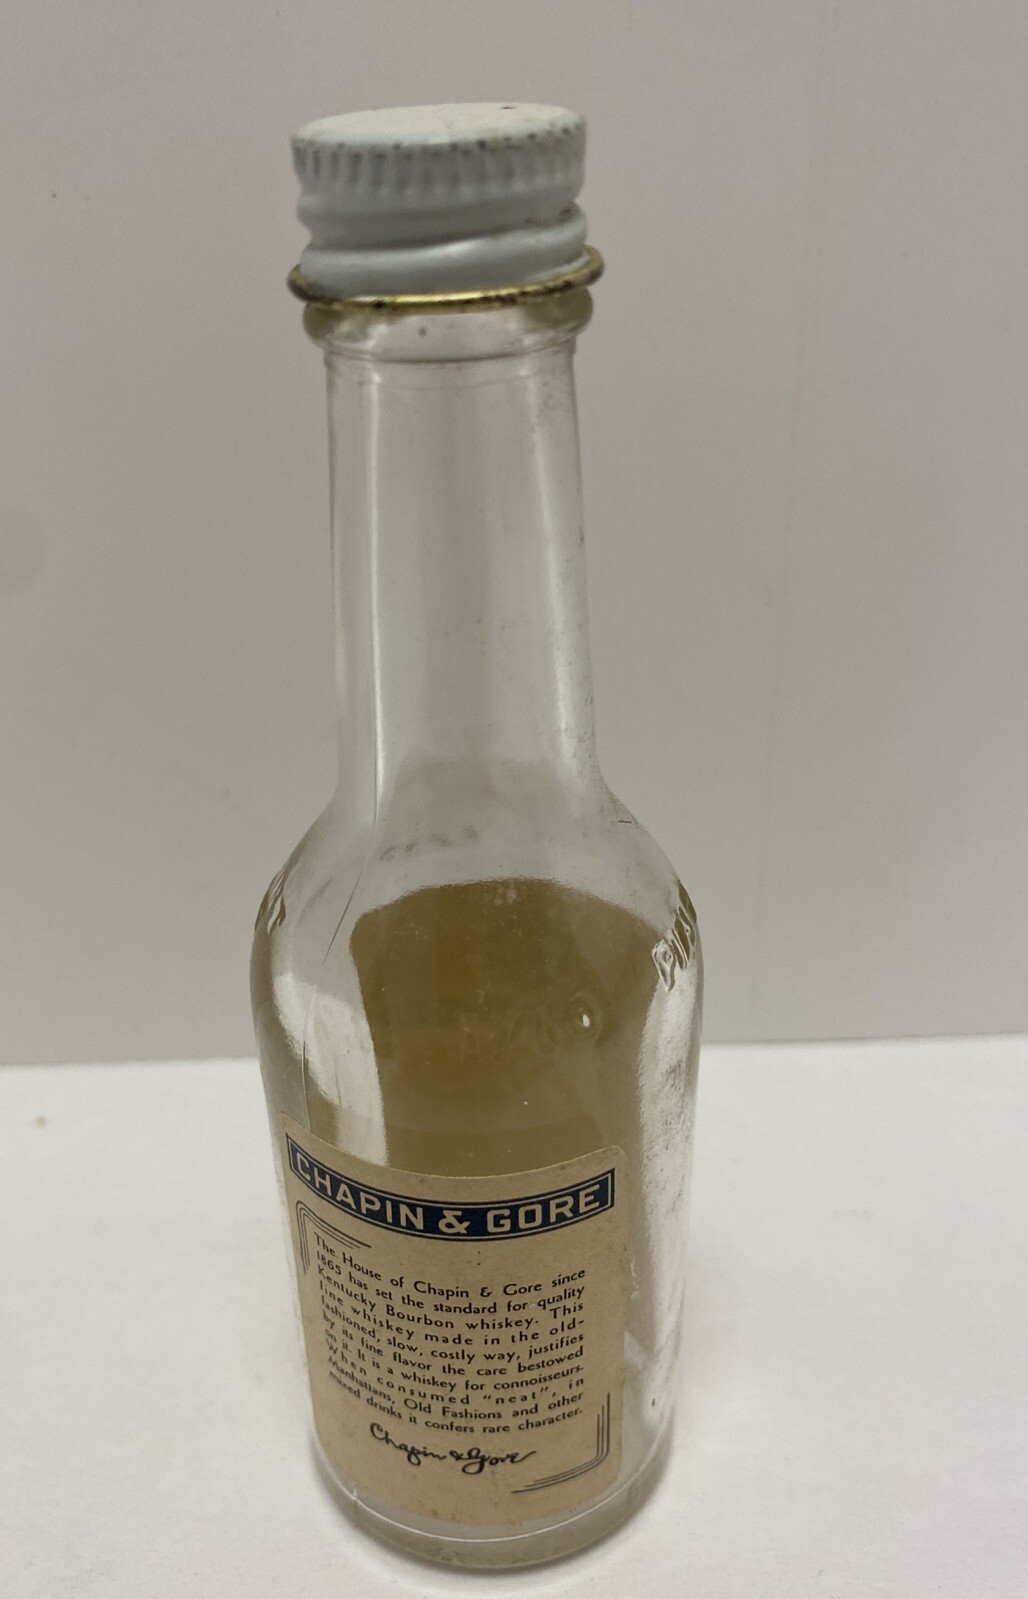 CHAPIN & GORE
The House of Chapin & Gore since
1865 has set the standard for quality
Kentucky Bourbon whiskey. This
fine whiskey made in the old-
fashioned, slow, costly way, justifies
by its fine flavor the care bestowed
on it. It is a whiskey for connoisseurs.
When consumed "neat", in
Manhattans, Old Fashions and other
mixed drinks it confers rare character.
Chapin & Gore